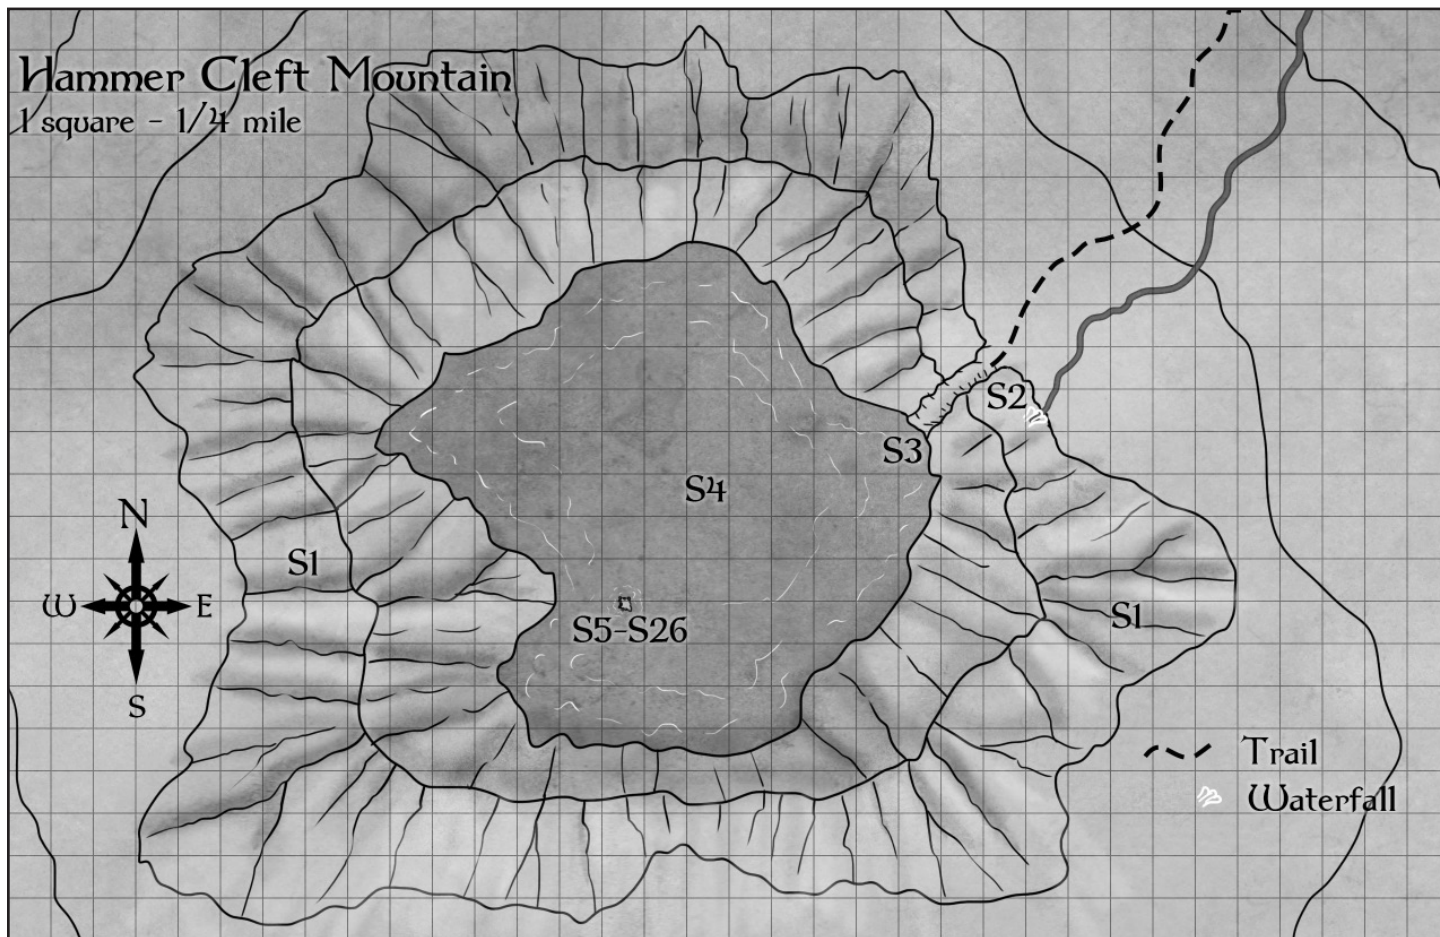 Hammer Cleft Mountain
1 square - 1/4 mile
S2
S3
S4
N
S1
W
E
S5-S26
S1
S
Trail
Waterfall